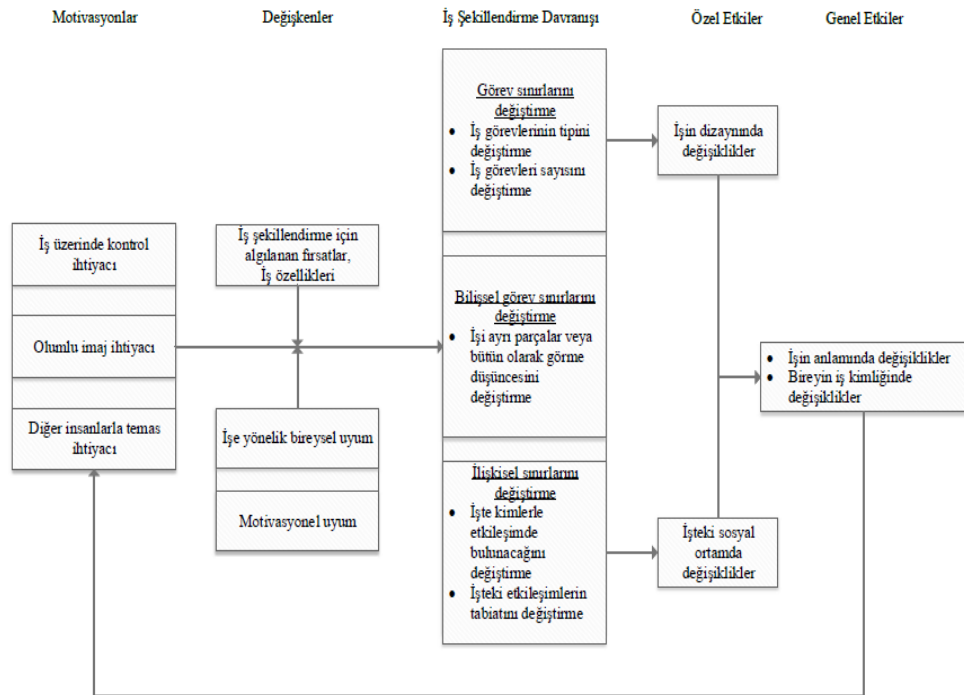 Motivasyonlar
Değişkenler
İş Şekillendirme Davranışı
Özel Etkiler
Genel Etkiler
İş üzerinde kontrol
ihtiyacı
Olumlu imaj ihtiyacı
Diğer insanlarla temas
ihtiyacı
İş şekillendirme için
algılanan fırsatlar,
İş özellikleri
İşe yönelik bireysel uyum
Motivasyonel uyum
Görev sınırlarını
değiştirme
• İş görevlerinin tipini
değiştirme
• İş görevleri sayısını
değiştirme
Bilişsel görev sınırlarını
değiştirme
• İşi ayrı parçalar veya
bütün olarak görme
düşüncesini
değiştirme
İlişkisel sınırlarını
değiştirme
• İşte kimlerle
etkileşimde
bulunacağını
değiştirme
• İşteki etkileşimlerin
tabiatını değiştirme
İşin dizaynında
değişiklikler
İşteki sosyal
ortamda
değişiklikler
• İşin anlamında değişiklikler
• Bireyin iş kimliğinde
değişiklikler